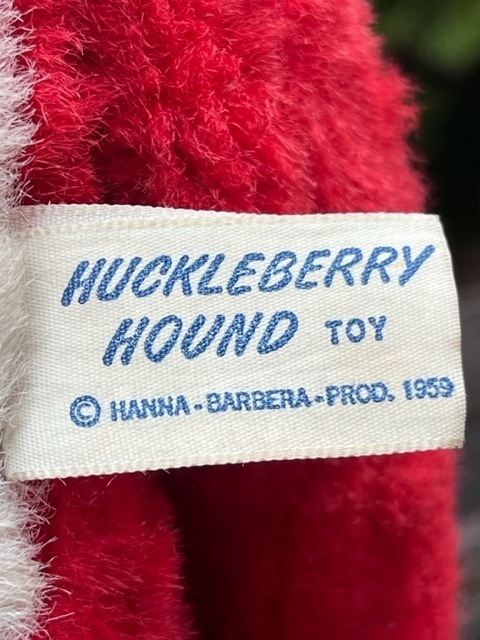 HUCKLEBERRY
HOUND TOY
© HANNA-BARBERA-PROD. 1959